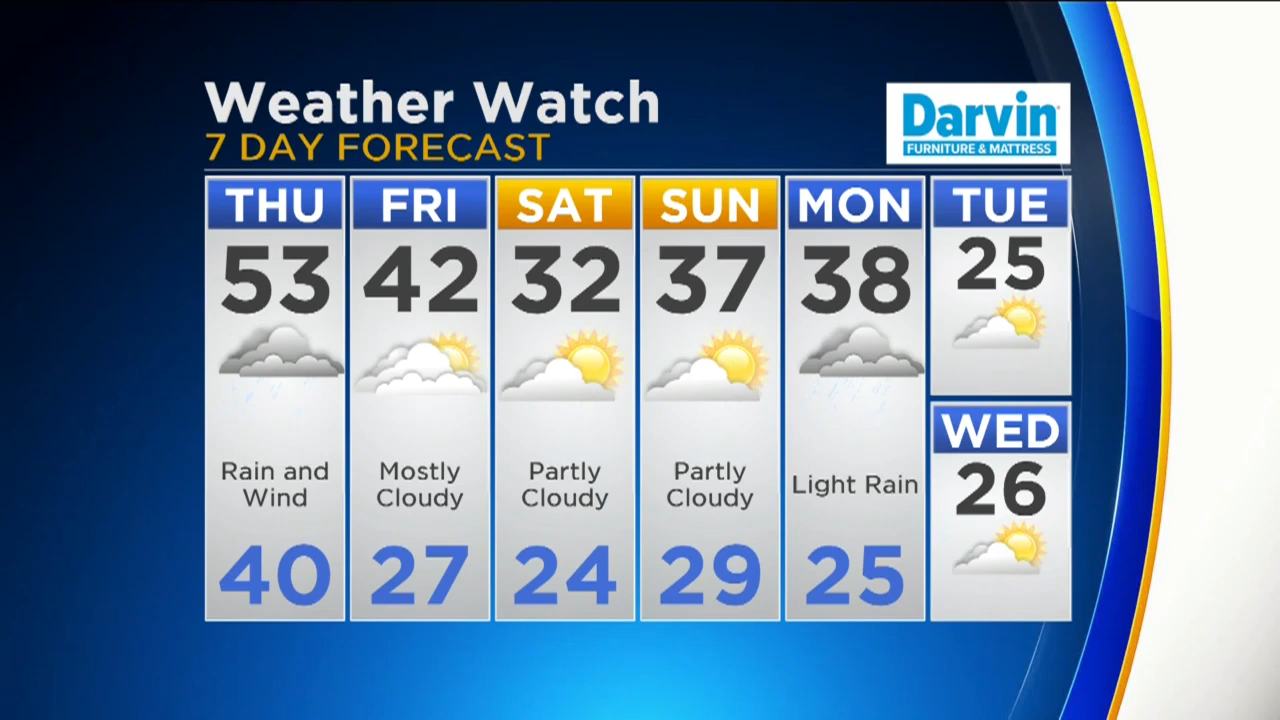 Weather Watch
7 DAY FORECAST
Darvin
FURNITURE & MATTRESS
THU
53
Rain and
Wind
40
FRI
42
Mostly
Cloudy
27
SAT
32
Partly
Cloudy
24
SUN
37
Partly
Cloudy
29
MON
38
Light Rain
25
TUE
25
WED
26